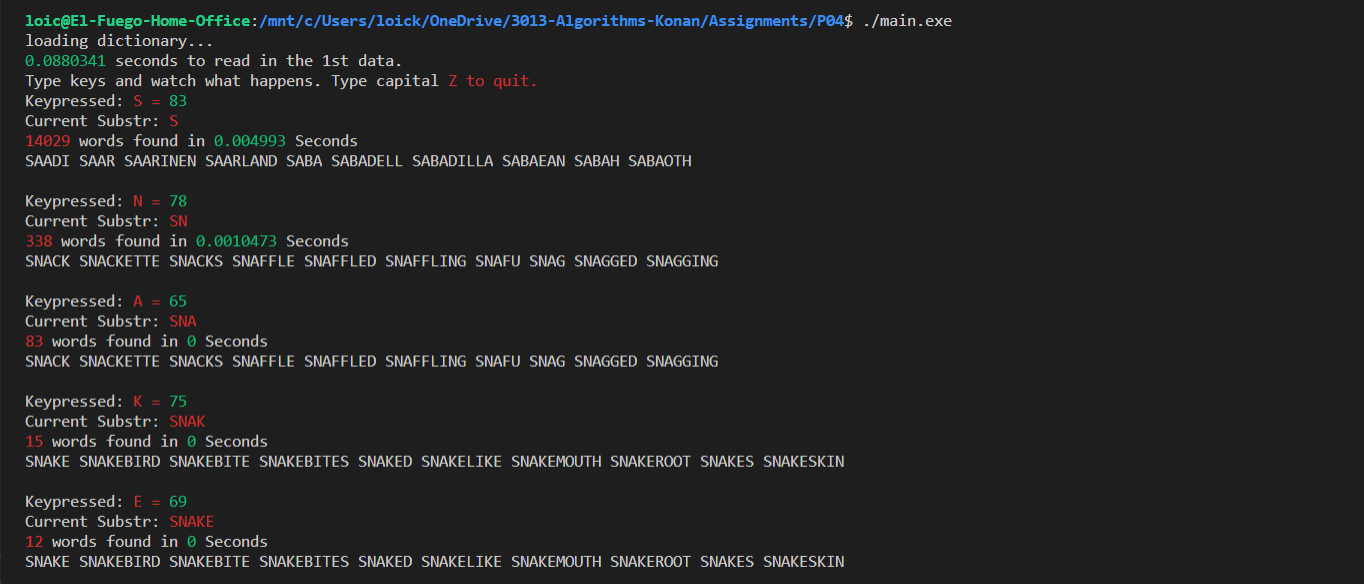 loic@El-Fuego-Home-Office:/mnt/c/Users/loick/OneDrive/3013-Algorithms-Konan/Assignments/P04$ ./main.exe
loading dictionary...
0.0880341 seconds to read in the 1st data.
Type keys and watch what happens. Type capital Z to quit.
Keypressed: S = 83
Current Substr: S
14029 words found in 0.004993 Seconds
SAADI SAAR SAARINEN SAARLAND SABA SABADELL SABADILLA SABAEAN SABAH SABAOTH
Keypressed: N = 78
Current Substr: SN
338 words found in 0.0010473 Seconds
SNACK SNACKETTE SNACKS SNAFFLE SNAFFLED SNAFFLING SNAFU SNAG SNAGGED SNAGGING
Keypressed: A = 65
Current Substr: SNA
83 words found in 0 Seconds
SNACK SNACKETTE SNACKS SNAFFLE SNAFFLED SNAFFLING SNAFU SNAG SNAGGED SNAGGING
Keypressed: K = 75
Current Substr: SNAK
15 words found in 0 Seconds
SNAKE SNAKEBIRD SNAKEBITE SNAKEBITES SNAKED SNAKELIKE SNAKEMOUTH SNAKEROOT SNAKES SNAKESKIN
Keypressed: E = 69
Current Substr: SNAKE
12 words found in 0 Seconds
SNAKE SNAKEBIRD SNAKEBITE SNAKEBITES SNAKED SNAKELIKE SNAKEMOUTH SNAKEROOT SNAKES SNAKESKIN